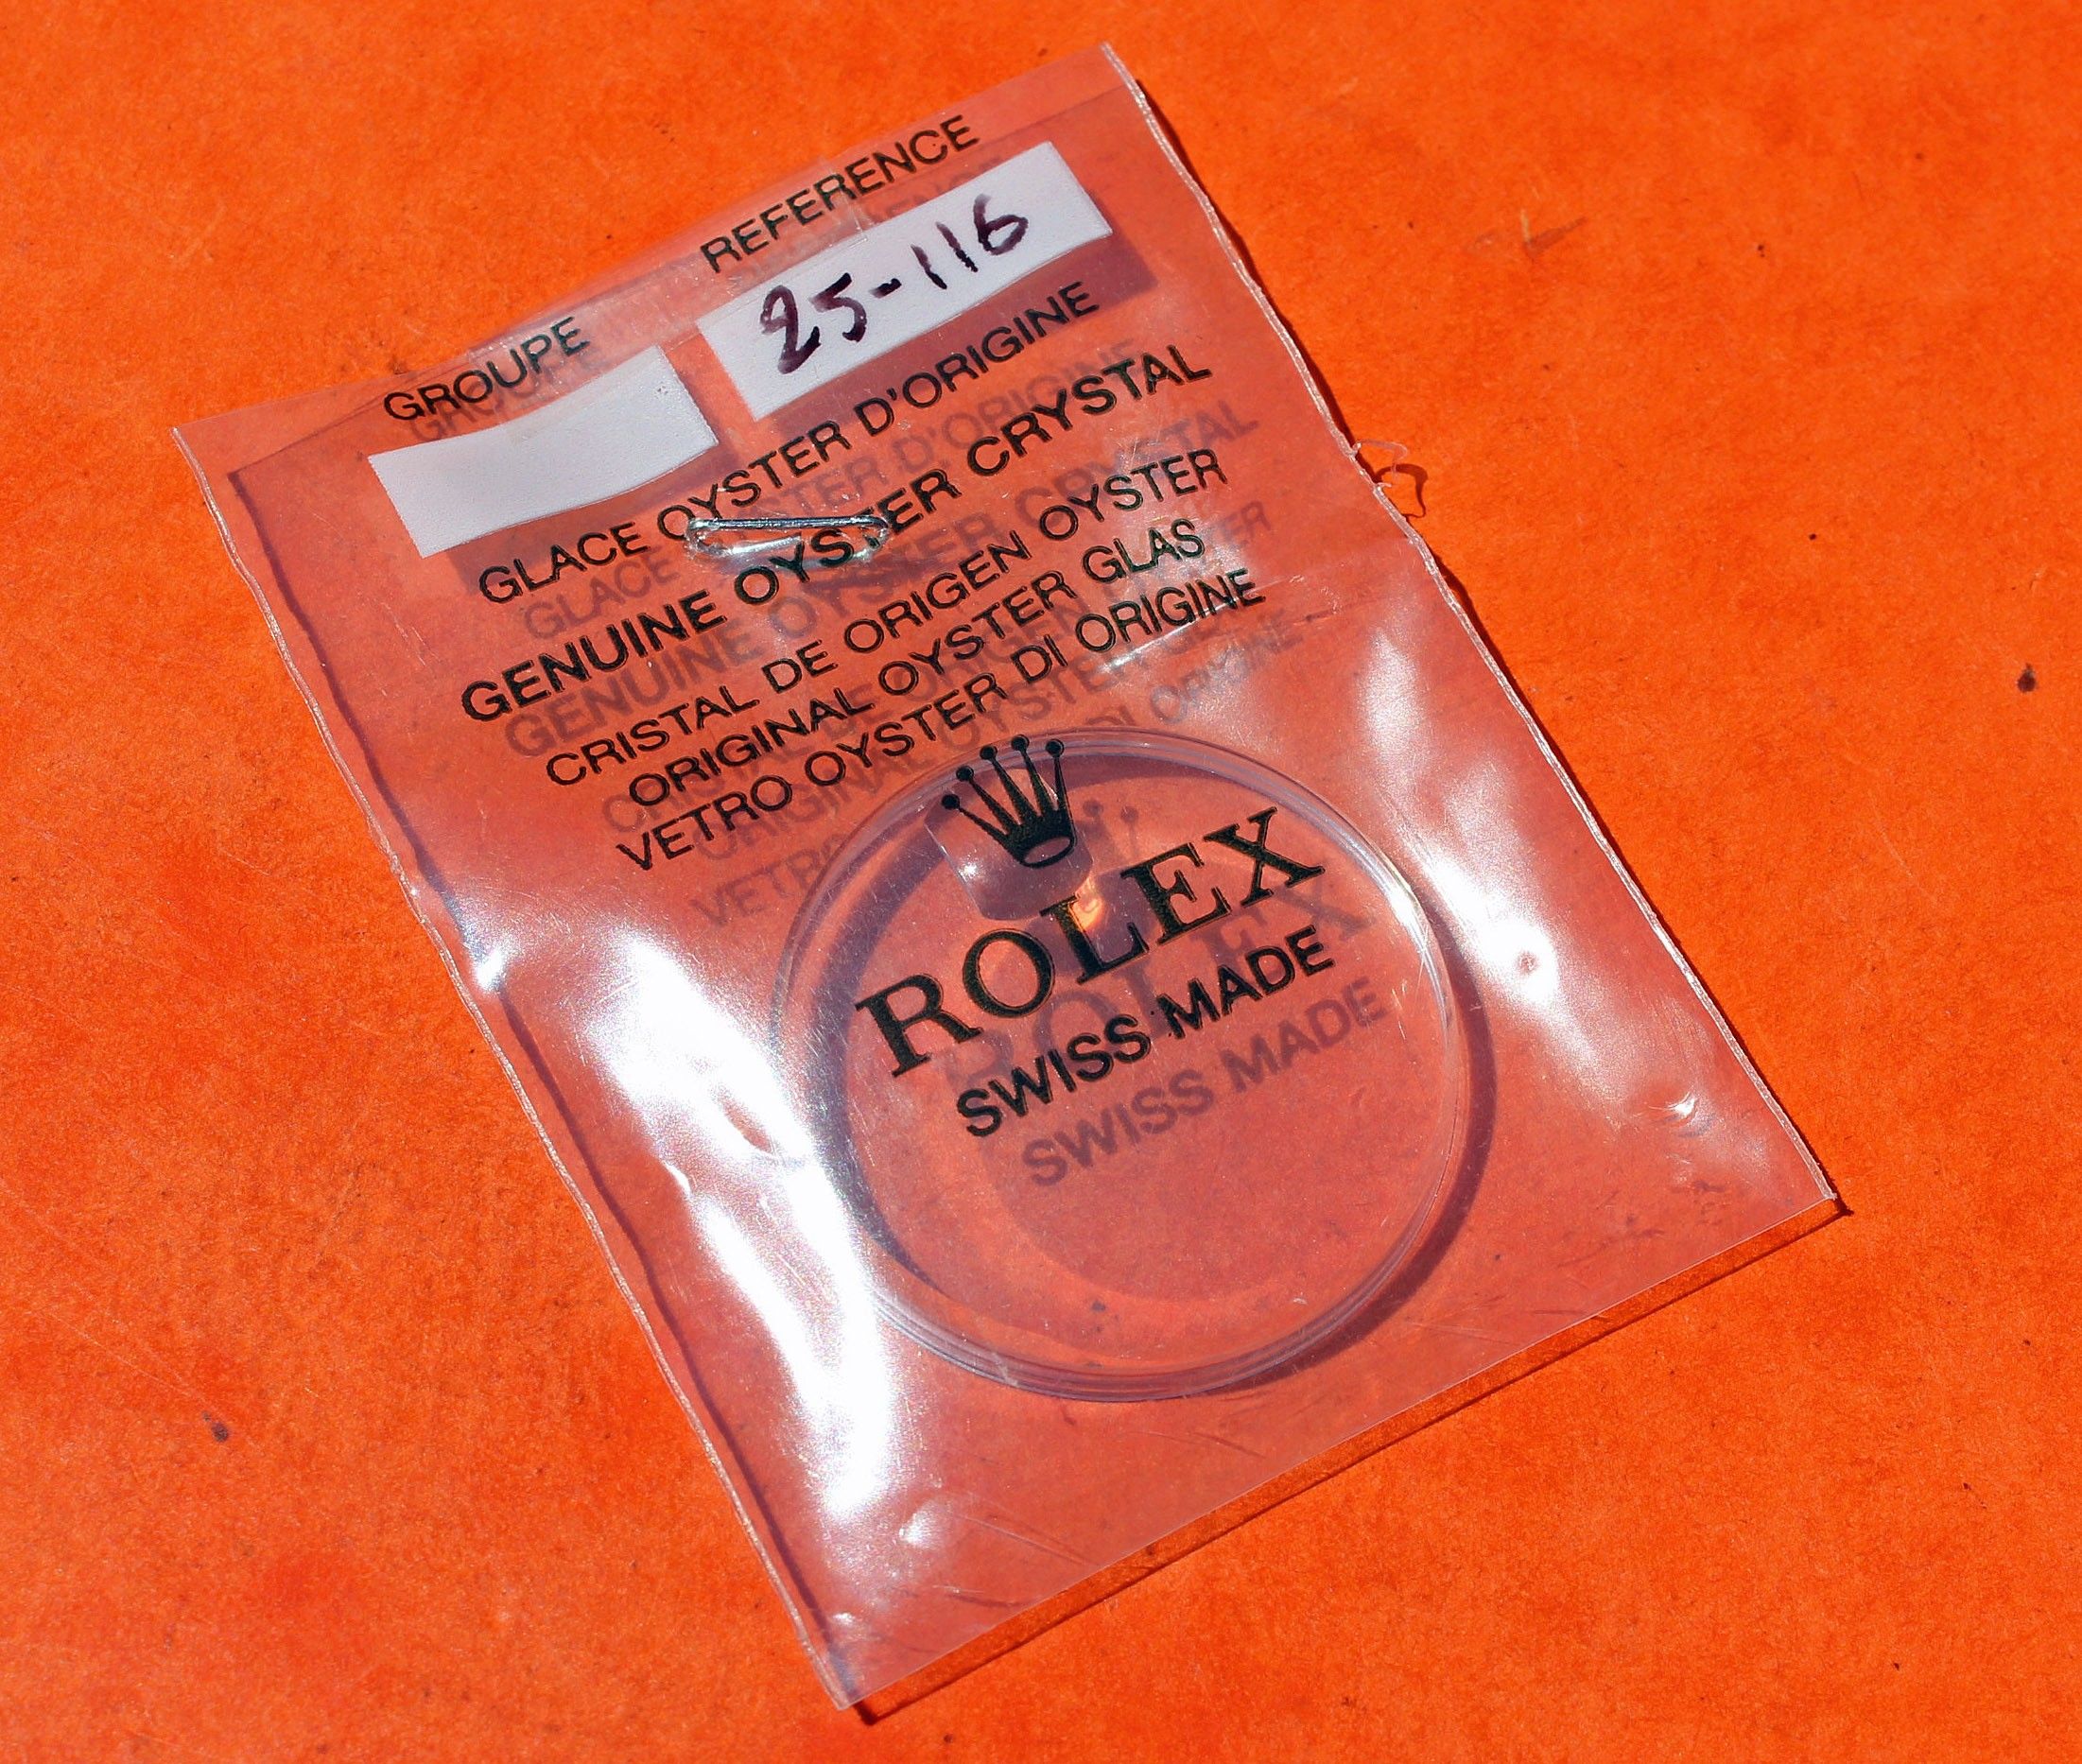 GROUPE REFERENCE
25-116
GLACE OYSTER D'ORIGINE
GENUINE OYSTER CRYSTAL
CRISTAL DE ORIGEN OYSTER
ORIGINAL OYSTER GLAS
VETRO OYSTER DI ORIGINE
ROLEX
SWISS MADE